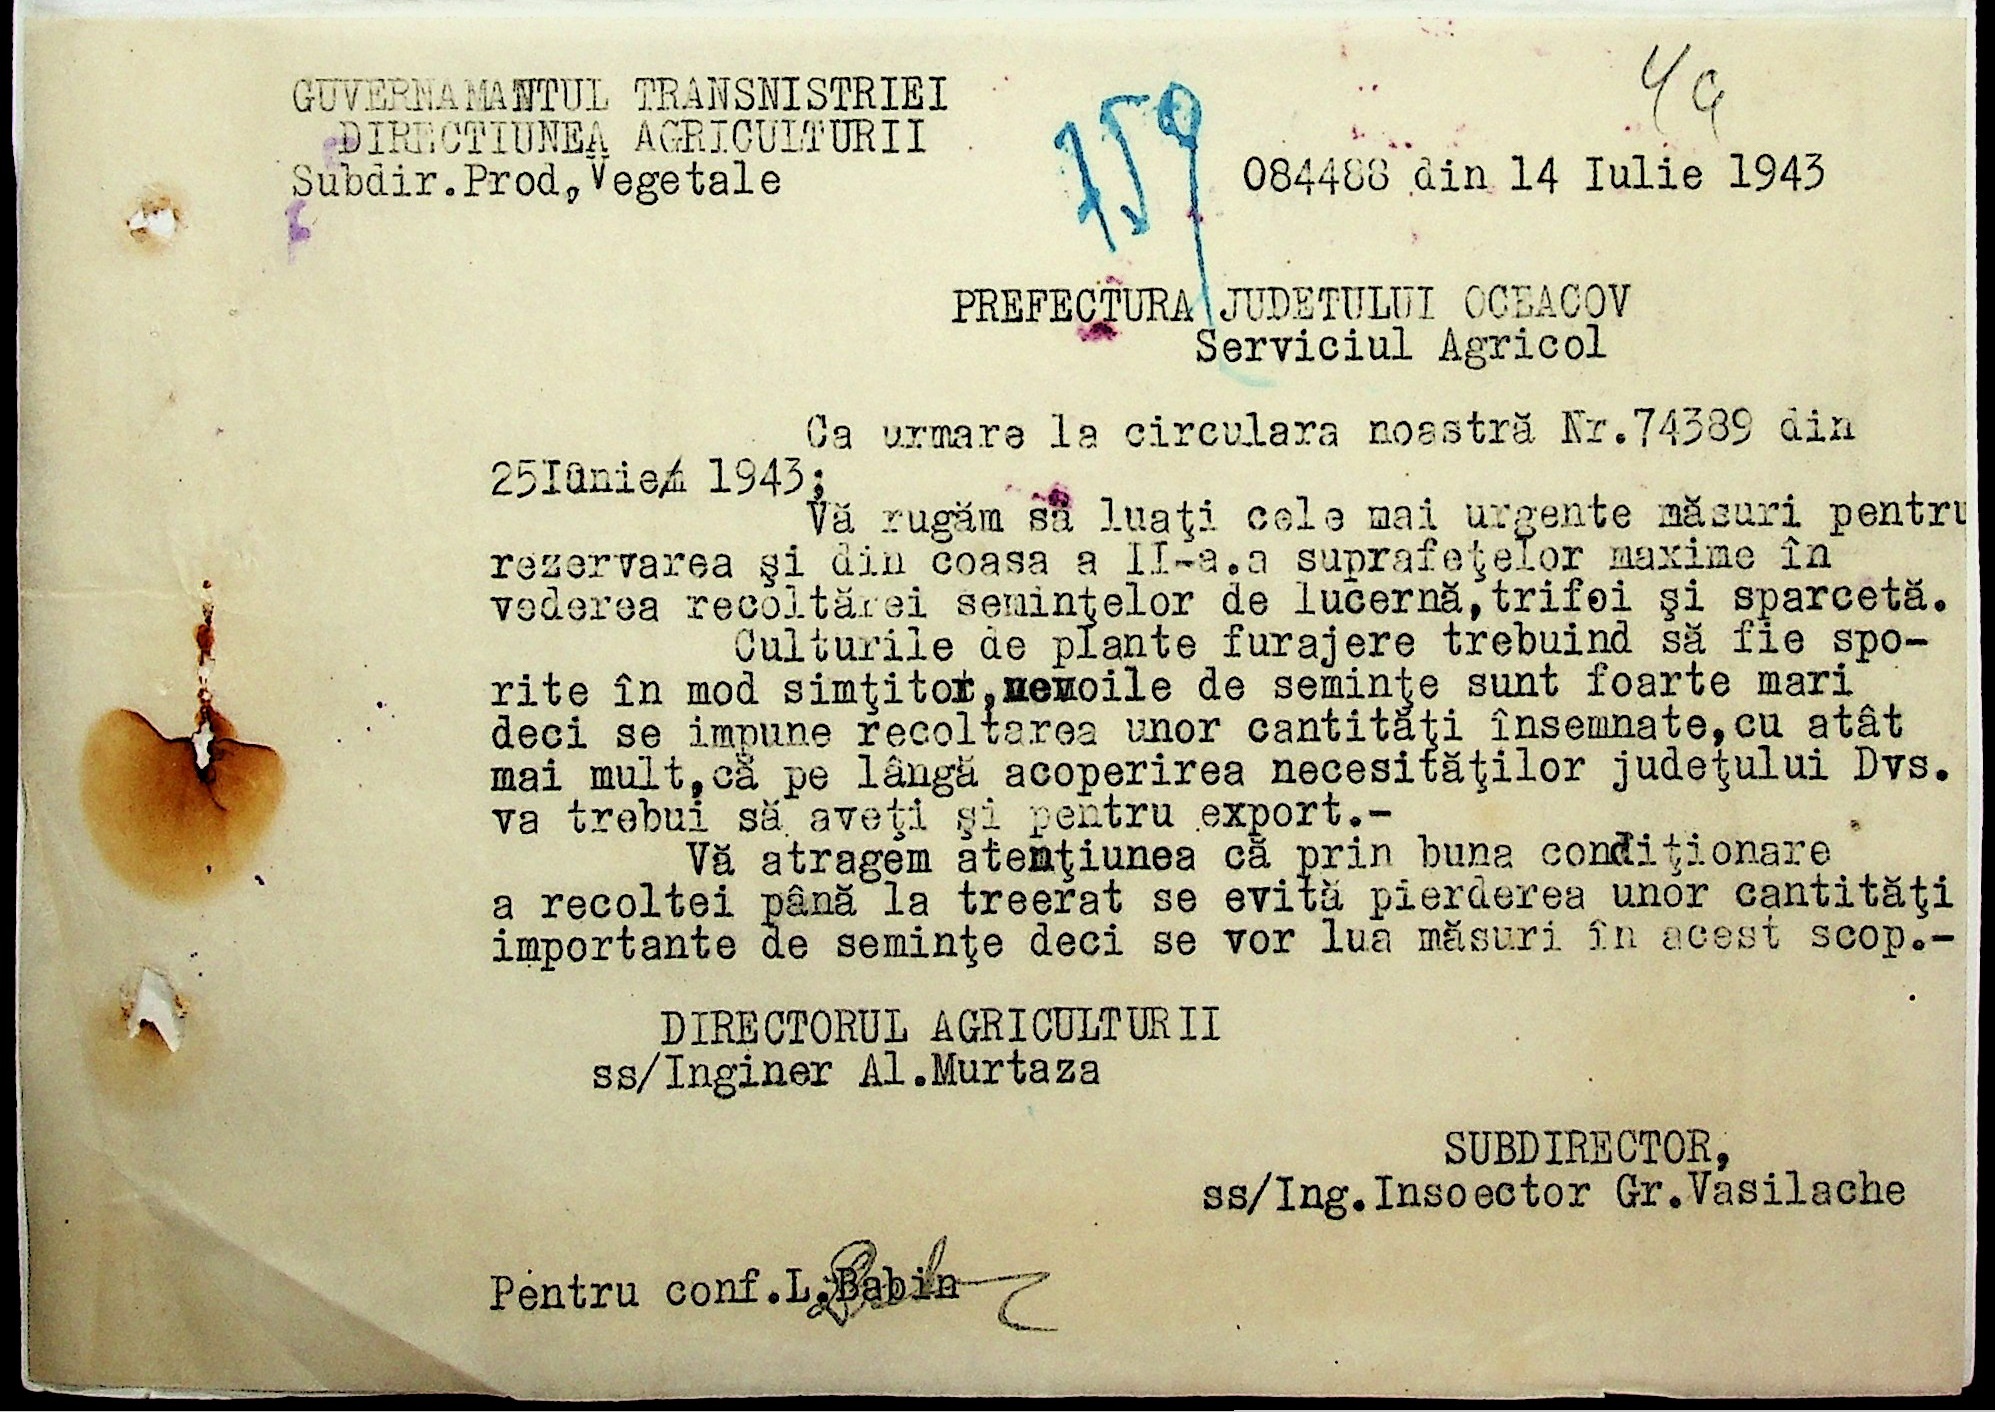 49
759
GUVERNAMANTUL TRANSNISTRIEI
DIRECTIUNEA AGRICULTURII
Subdir.Prod,Vegetale
084488 din 14 Iulie 1943
PREFECTURA JUDETULUI OCEACOV
Serviciul Agricol
Ca urmare la circulara noastră Nr.74389 din
25Iunie 1943;
Vă rugăm să luaţi cele mai urgente măsuri pentru
rezervarea şi din coasa a II-a.a suprafeţelor maxime în
vederea recoltărei seminţelor de lucernă,trifoi şi sparcetă.
Culturile de plante furajere trebuind să fie spo-
rite în mod simţitor,nevoile de seminţe sunt foarte mari
deci se impune recoltarea unor cantităţi însemnate,cu atât
mai mult,că pe lângă acoperirea necesităţilor judeţului Dvs.
va trebui să aveţi şi pentru export.-
Vă atragem atenţiunea că prin buna condiţionare
a recoltei până la treerat se evită pierderea unor cantităţi
importante de seminţe deci se vor lua măsuri în acest scop.-
DIRECTORUL AGRICULTURII
ss/Inginer Al.Murtaza
SUBDIRECTOR,
ss/Ing.Insoector Gr.Vasilache
Pentru conf.L.Babin